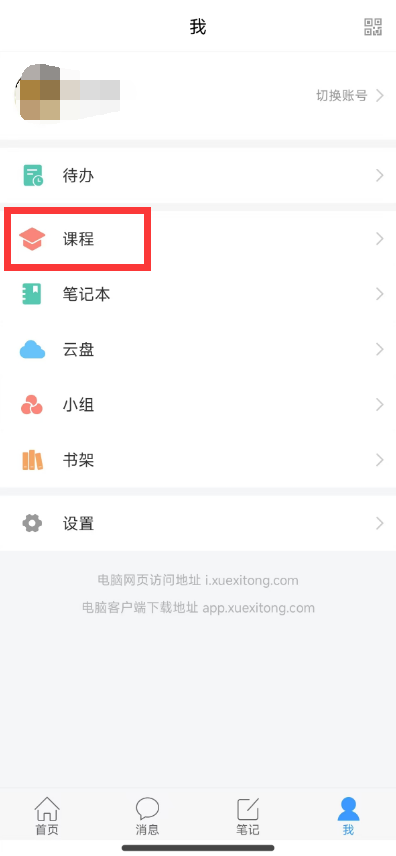 我
切换账号
待办
课程
笔记本
云盘
小组
书架
设置
电脑网页访问地址 i.xuexitong.com
电脑客户端下载地址 app.xuexitong.com
首页
消息
笔记
我